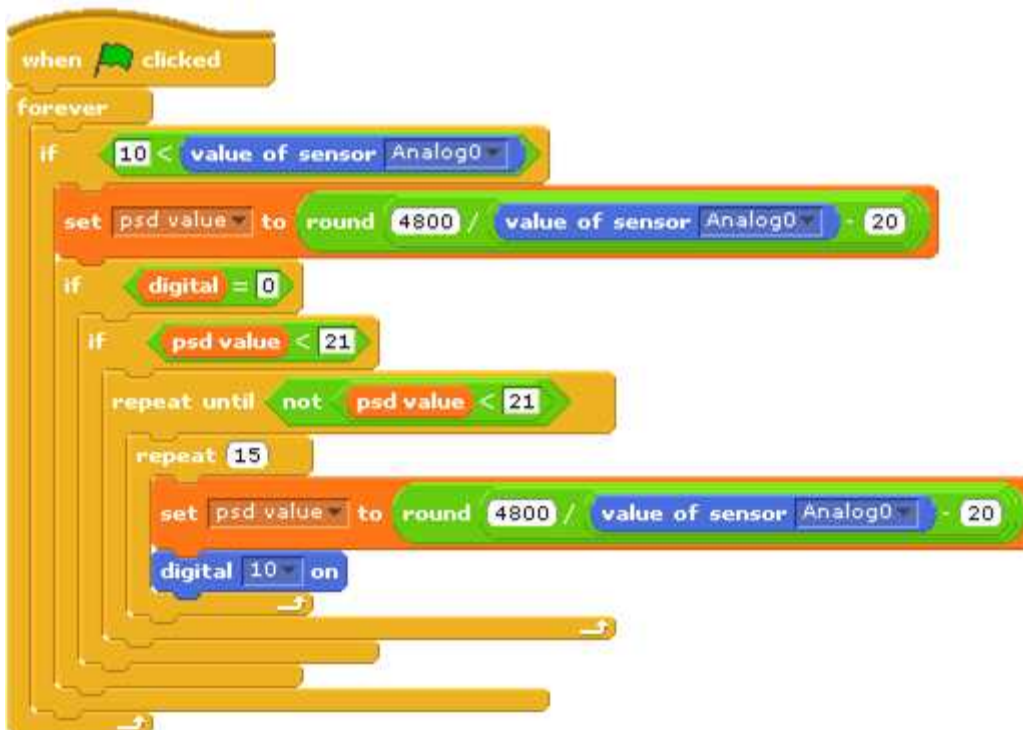 when clicked
forever
if 10 < value of sensor Analog0
set psd value to round 4800 / value of sensor Analog0 - 20
if digital = 0
if psd value < 21
repeat until not psd value < 21
repeat 15
set psd value to round 4800 / value of sensor Analog0 - 20
digital 10 on